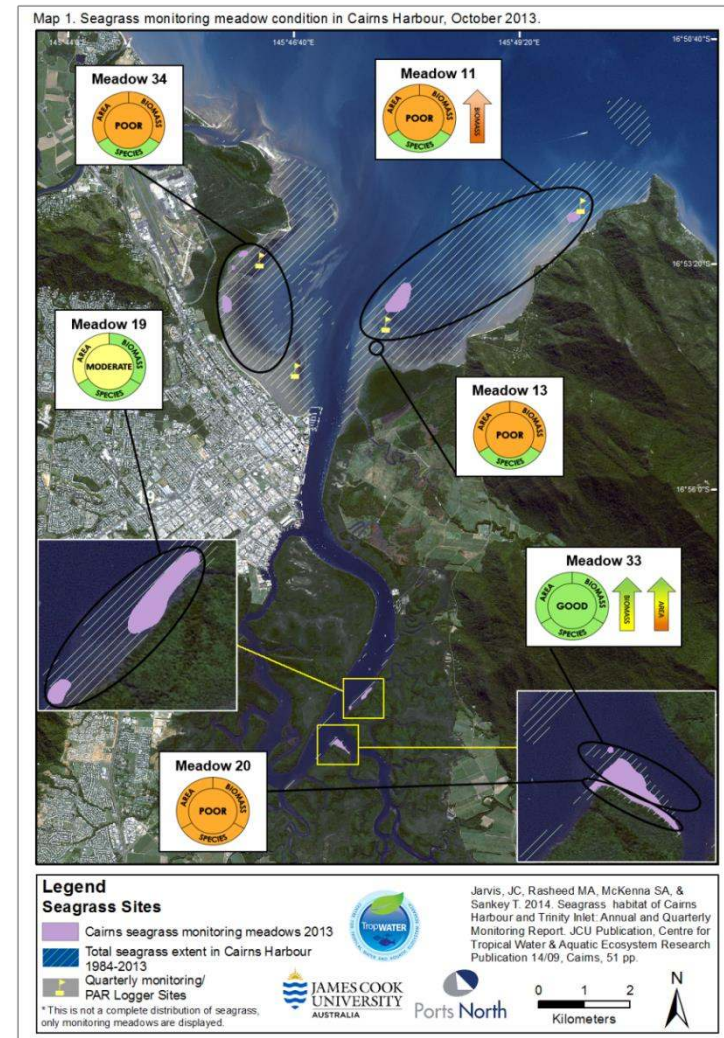 Map 1. Seagrass monitoring meadow condition in Cairns Harbour, October 2013.
145°44'0"E
145°46'40"E
145°49'20"E
16°50'40"S
Meadow 34
AREA
BIOMASS
POOR
SPECIES
Meadow 11
AREA
BIOMASS
POOR
SPECIES
BIOMASS
16°53'20"S
Meadow 19
AREA
BIOMASS
MODERATE
SPECIES
Meadow 13
AREA
BIOMASS
POOR
SPECIES
16°56'0"S
Meadow 33
AREA
BIOMASS
GOOD
SPECIES
BIOMASS
AREA
Meadow 20
AREA
BIOMASS
POOR
SPECIES
Legend
Seagrass Sites
Cairns seagrass monitoring meadows 2013
Total seagrass extent in Cairns Harbour
1984-2013
Quarterly monitoring/
PAR Logger Sites
* This is not a complete distribution of seagrass,
only monitoring meadows are displayed.
TropWATER
JAMES COOK
UNIVERSITY
AUSTRALIA
Ports North
Jarvis, JC, Rasheed MA, McKenna SA, &
Sankey T. 2014. Seagrass habitat of Cairns
Harbour and Trinity Inlet: Annual and Quarterly
Monitoring Report. JCU Publication, Centre for
Tropical Water & Aquatic Ecosystem Research
Publication 14/09, Cairns, 51 pp.
0 1 2
Kilometers
N